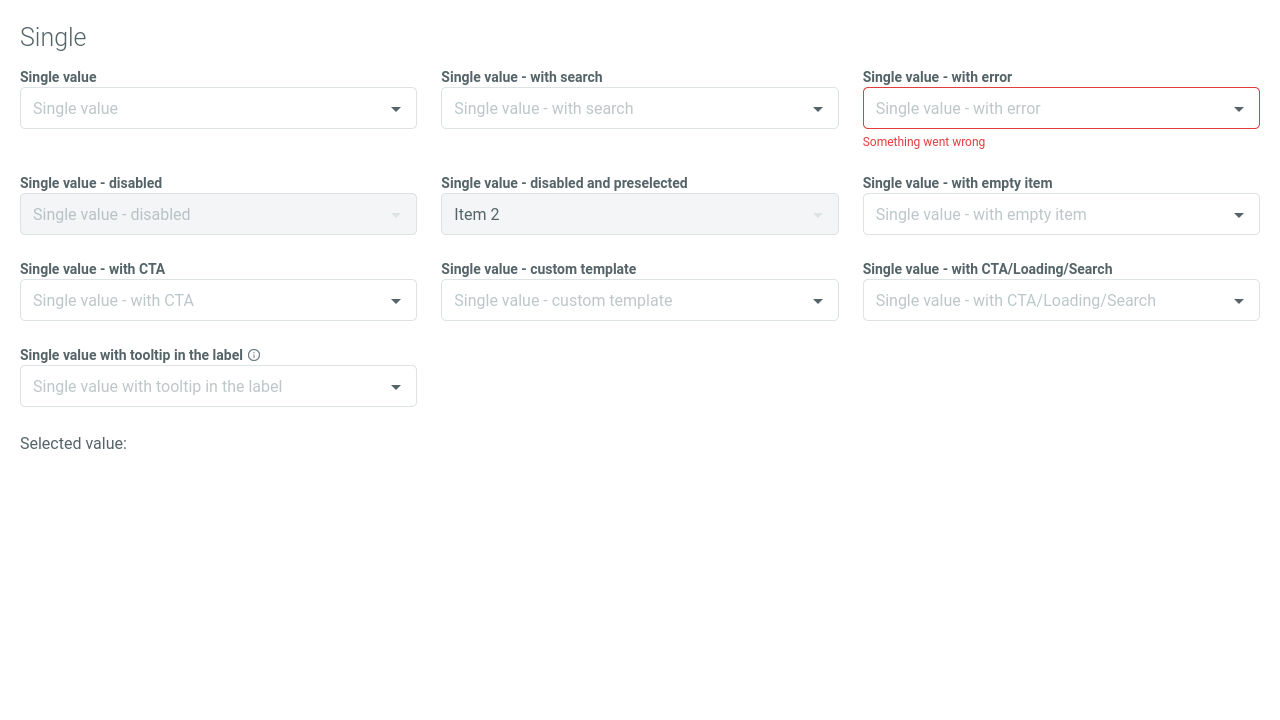 Single
Single value
Single value
Single value - with search
Single value - with search
Single value - with error
Single value - with error
Something went wrong
Single value - disabled
Single value - disabled
Single value - disabled and preselected
Item 2
Single value - with empty item
Single value - with empty item
Single value - with CTA
Single value - with CTA
Single value - custom template
Single value - custom template
Single value - with CTA/Loading/Search
Single value - with CTA/Loading/Search
Single value with tooltip in the label
Single value with tooltip in the label
Selected value: